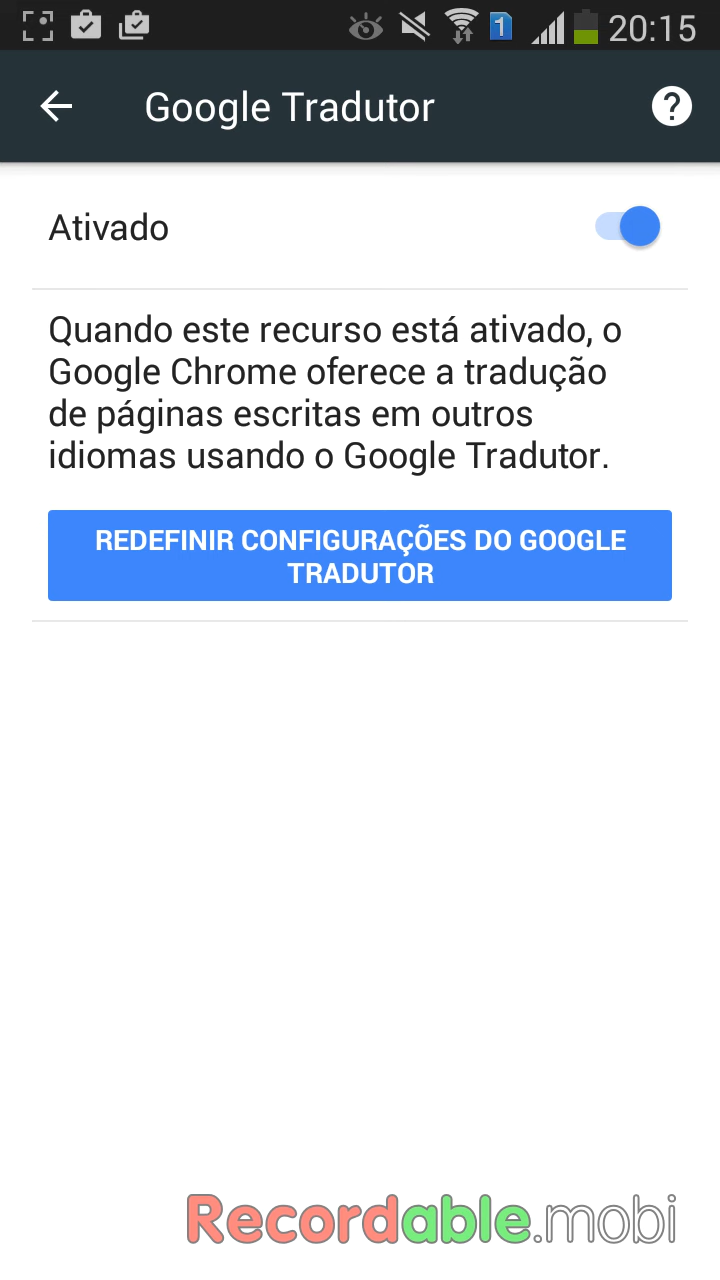 1 20:15
Google Tradutor ?
Ativado
Quando este recurso está ativado, o
Google Chrome oferece a tradução
de páginas escritas em outros
idiomas usando o Google Tradutor.
REDEFINIR CONFIGURAÇÕES DO GOOGLE
TRADUTOR
Recordable.mobi